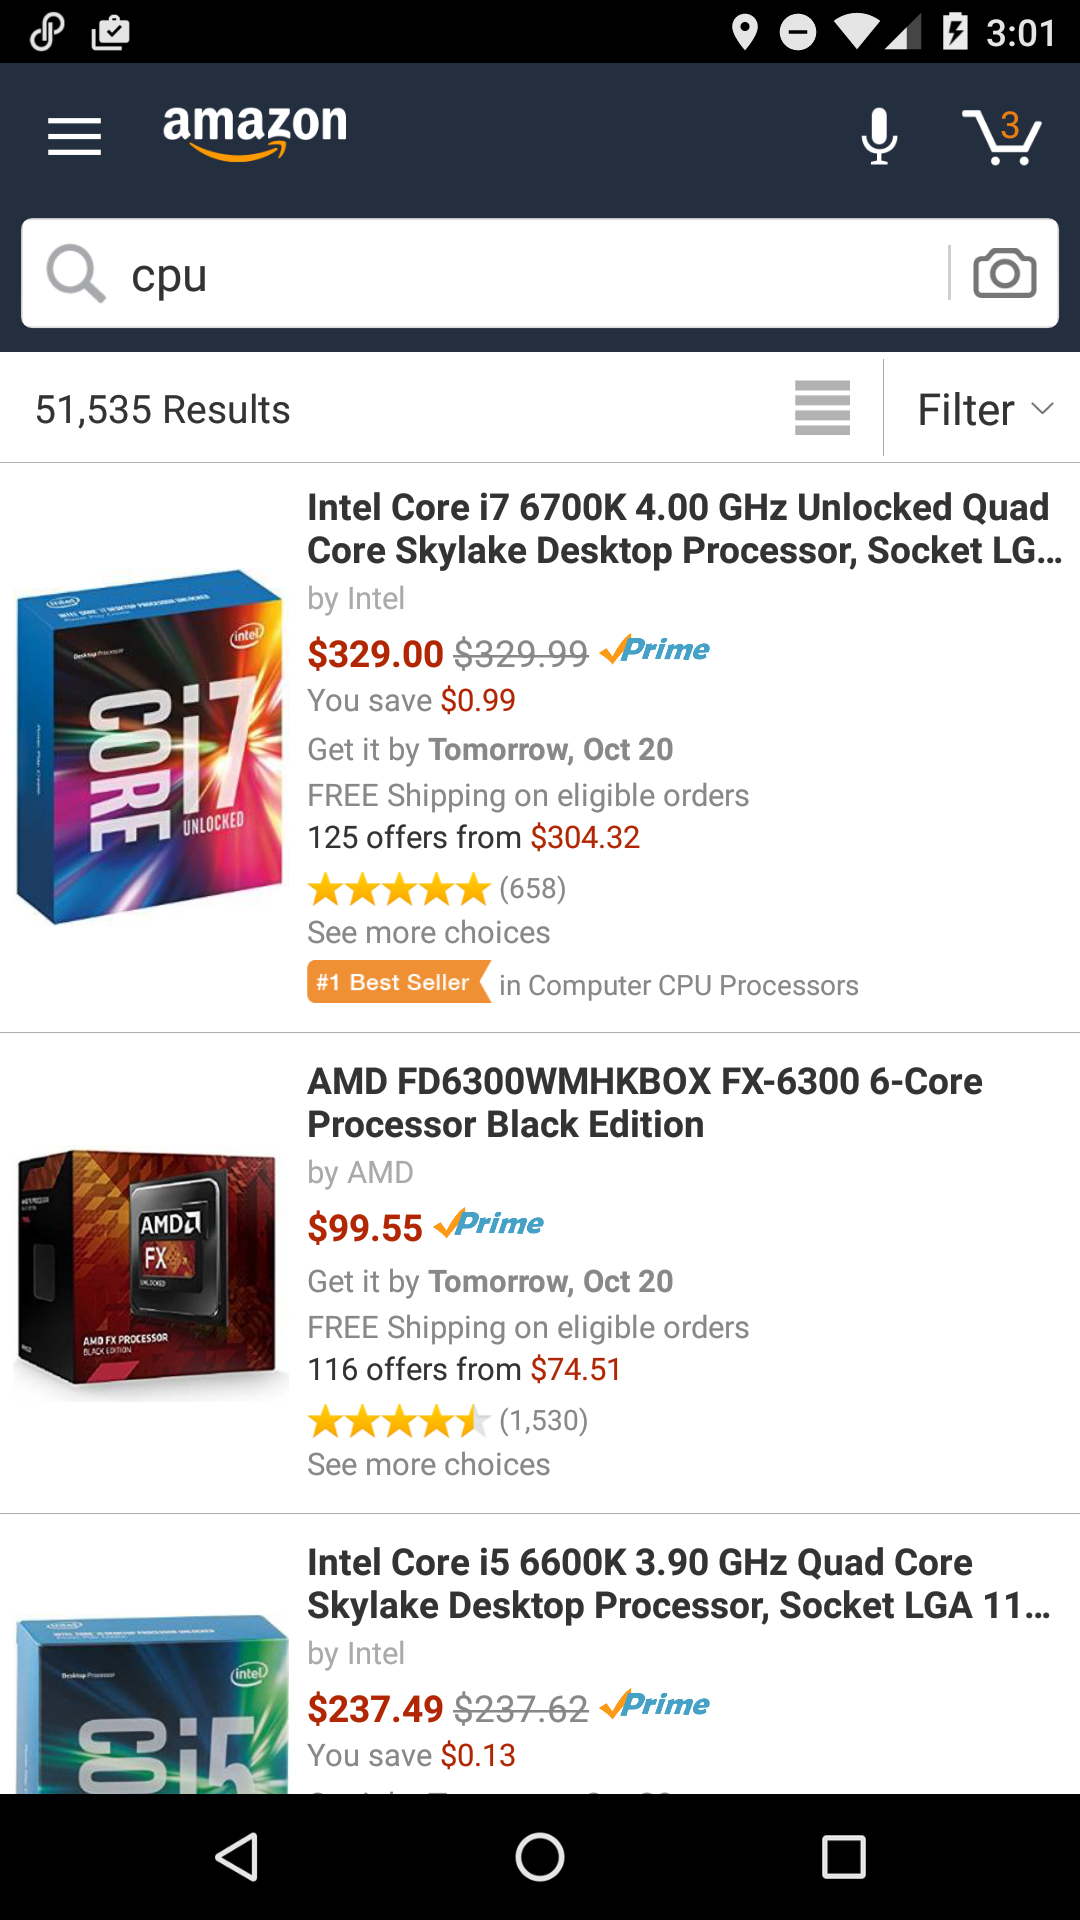 3:01
amazon
3
cpu
51,535 Results
Filter
Intel Core i7 6700K 4.00 GHz Unlocked Quad
Core Skylake Desktop Processor, Socket LG...
by Intel
$329.00 $329.99 Prime
You save $0.99
Get it by Tomorrow, Oct 20
FREE Shipping on eligible orders
125 offers from $304.32
(658)
See more choices
#1 Best Seller in Computer CPU Processors
intel
Desktop Processor
intel
CORE i7
UNLOCKED
AMD FD6300WMHKBOX FX-6300 6-Core
Processor Black Edition
by AMD
$99.55 Prime
Get it by Tomorrow, Oct 20
FREE Shipping on eligible orders
116 offers from $74.51
(1,530)
See more choices
AMD
FX
UNLOCKED
AMD FX PROCESSOR
BLACK EDITION
Intel Core i5 6600K 3.90 GHz Quad Core
Skylake Desktop Processor, Socket LGA 11...
by Intel
$237.49 $237.62 Prime
You save $0.13
intel
Desktop Processor
intel
i5